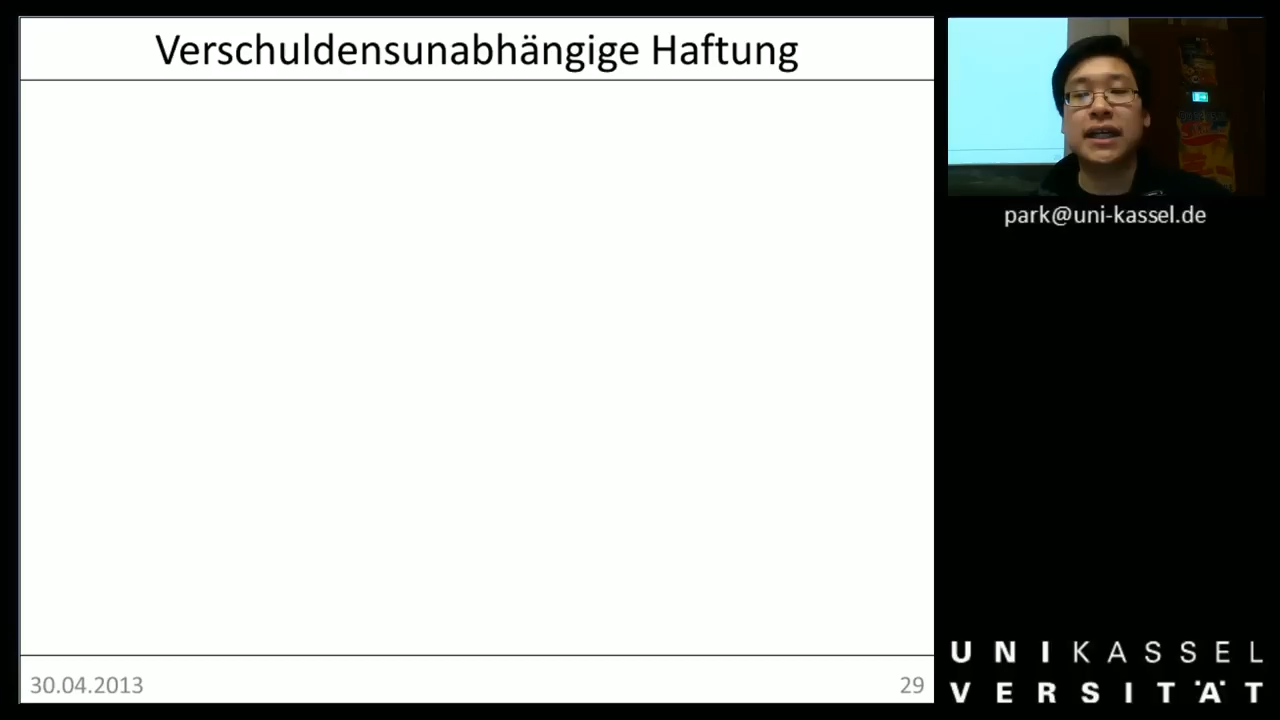 Verschuldensunabhängige Haftung
park@uni-kassel.de
30.04.2013
29
UNIKASSEL
VERSITÄT